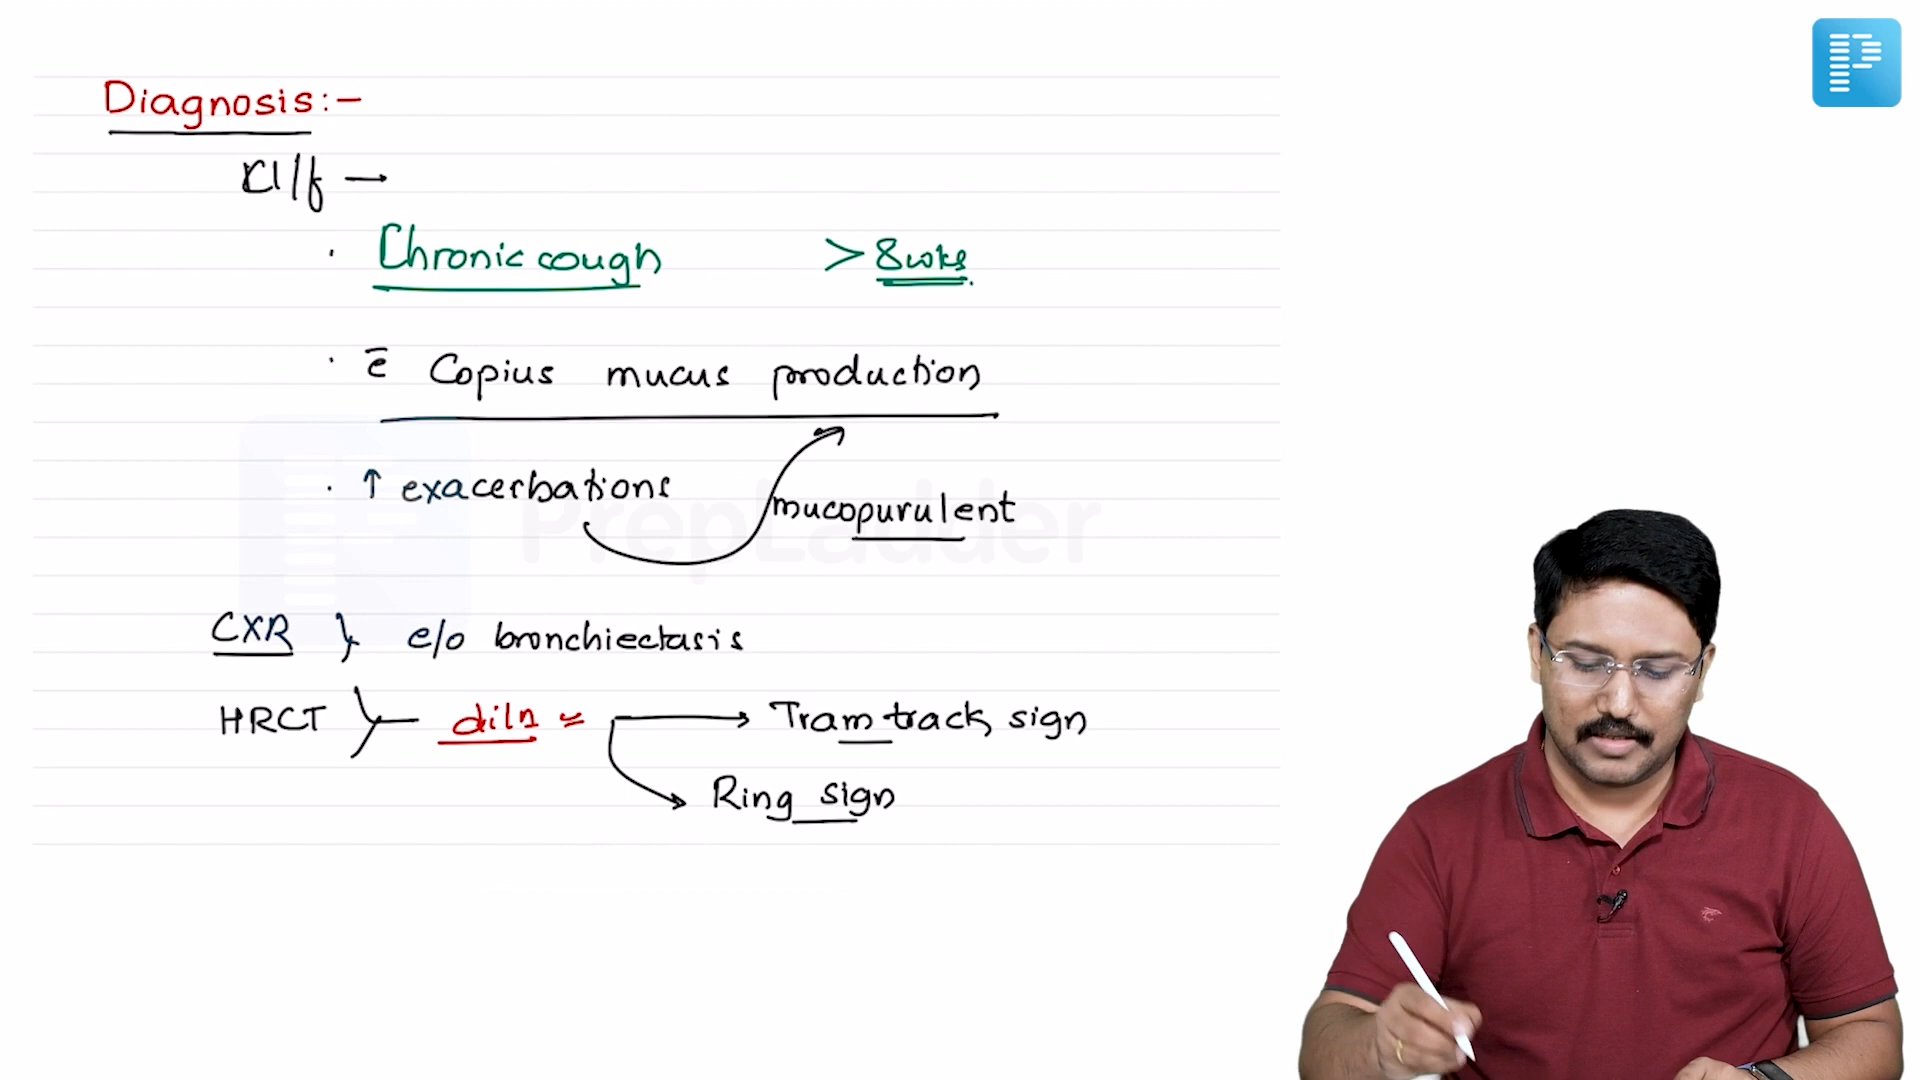 Diagnosis:-
Cl/f →
· Chronic cough > 8wks.
· c̄ Copius mucus production
· ↑ exacerbations mucopurulent
PrepLadder
CXR } e/o bronchiectasis
HRCT } diln → Tram track sign
Ring sign